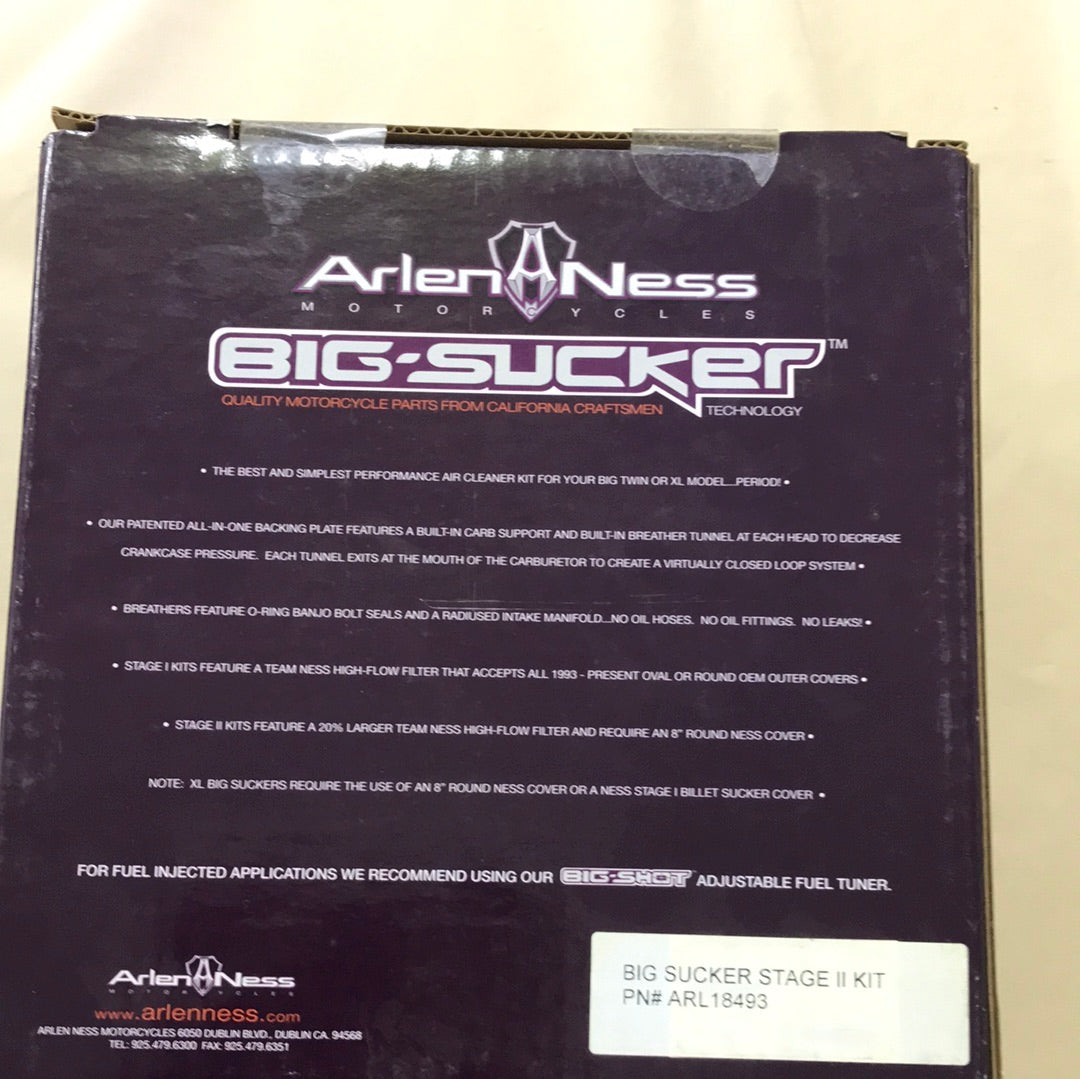 Arlen Ness
MOTORCYCLES
BIG-SUCKER™
QUALITY MOTORCYCLE PARTS FROM CALIFORNIA CRAFTSMEN TECHNOLOGY
• THE BEST AND SIMPLEST PERFORMANCE AIR CLEANER KIT FOR YOUR BIG TWIN OR XL MODEL...PERIOD! •
• OUR PATENTED ALL-IN-ONE BACKING PLATE FEATURES A BUILT-IN CARB SUPPORT AND BUILT-IN BREATHER TUNNEL AT EACH HEAD TO DECREASE
CRANKCASE PRESSURE. EACH TUNNEL EXITS AT THE MOUTH OF THE CARBURETOR TO CREATE A VIRTUALLY CLOSED LOOP SYSTEM •
• BREATHERS FEATURE O-RING BANJO BOLT SEALS AND A RADIUSED INTAKE MANIFOLD...NO OIL HOSES. NO OIL FITTINGS. NO LEAKS! •
• STAGE I KITS FEATURE A TEAM NESS HIGH-FLOW FILTER THAT ACCEPTS ALL 1993 - PRESENT OVAL OR ROUND OEM OUTER COVERS •
• STAGE II KITS FEATURE A 20% LARGER TEAM NESS HIGH-FLOW FILTER AND REQUIRE AN 8" ROUND NESS COVER •
NOTE: XL BIG SUCKERS REQUIRE THE USE OF AN 8" ROUND NESS COVER OR A NESS STAGE I BILLET SUCKER COVER •
FOR FUEL INJECTED APPLICATIONS WE RECOMMEND USING OUR BIG-SHOT ADJUSTABLE FUEL TUNER.
Arlen Ness
MOTORCYCLES
www.arlenness.com
ARLEN NESS MOTORCYCLES 6050 DUBLIN BLVD., DUBLIN CA. 94568
TEL: 925.479.6300 FAX: 925.479.6351
BIG SUCKER STAGE II KIT
PN# ARL18493